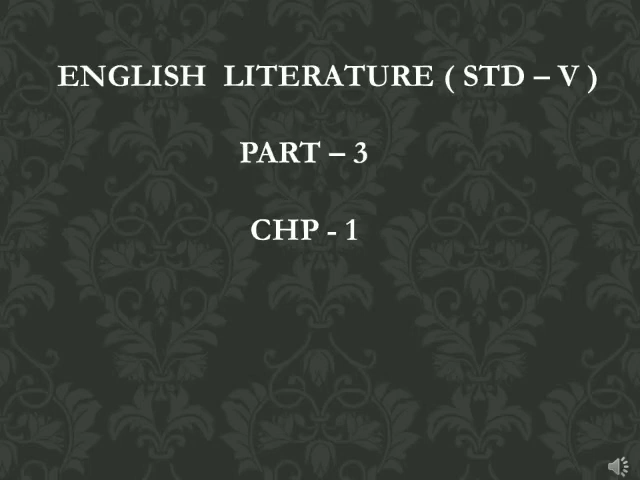 ENGLISH LITERATURE ( STD – V )
PART – 3
CHP - 1